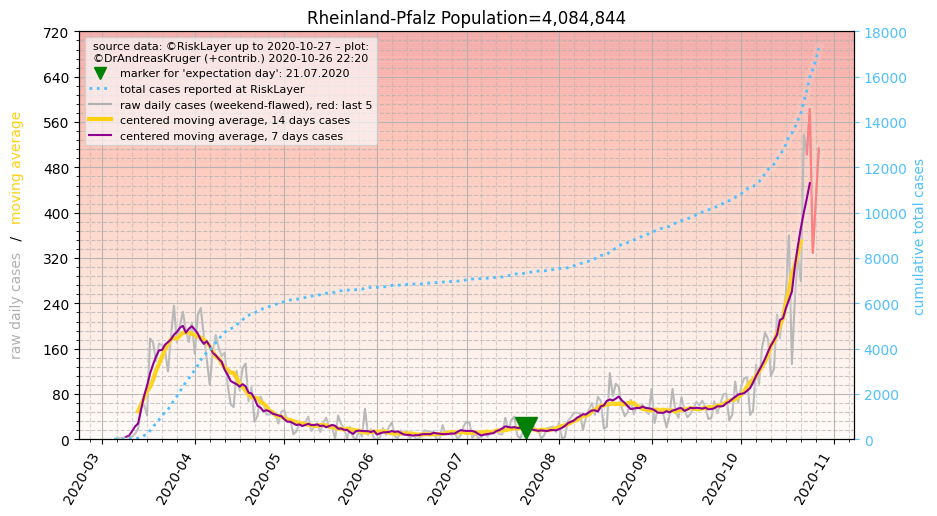 Rheinland-Pfalz Population=4,084,844
source data: ©RiskLayer up to 2020-10-27 – plot:
©DrAndreasKruger (+contrib.) 2020-10-26 22:20
marker for 'expectation day': 21.07.2020
total cases reported at RiskLayer
raw daily cases (weekend-flawed), red: last 5
centered moving average, 14 days cases
centered moving average, 7 days cases
raw daily cases / moving average
720
640
560
480
400
320
240
160
80
0
18000
16000
14000
12000
10000
8000
6000
4000
2000
0
cumulative total cases
2020-03
2020-04
2020-05
2020-06
2020-07
2020-08
2020-09
2020-10
2020-11